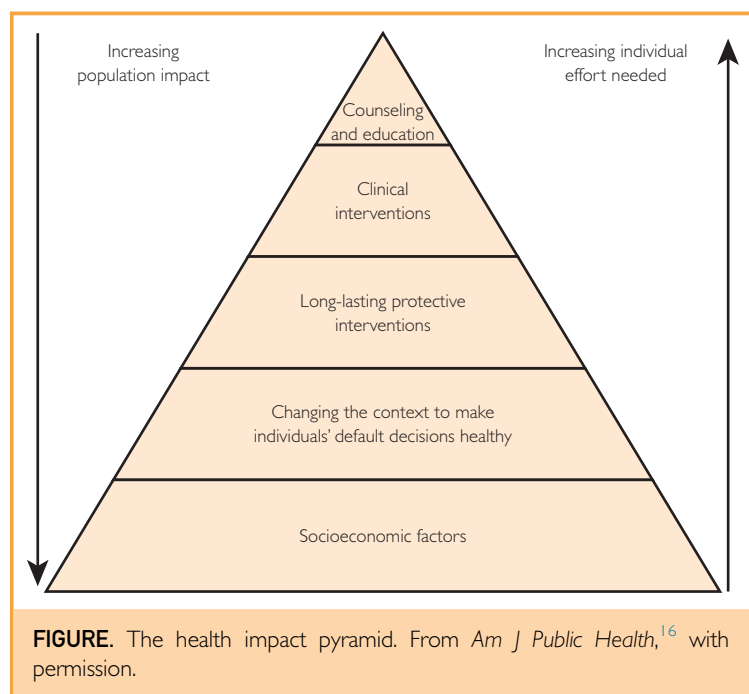 Increasing
population impact
Increasing individual
effort needed
Counseling
and education
Clinical
interventions
Long-lasting protective
interventions
Changing the context to make
individuals’ default decisions healthy
Socioeconomic factors
FIGURE. The health impact pyramid. From Am J Public Health,16 with
permission.